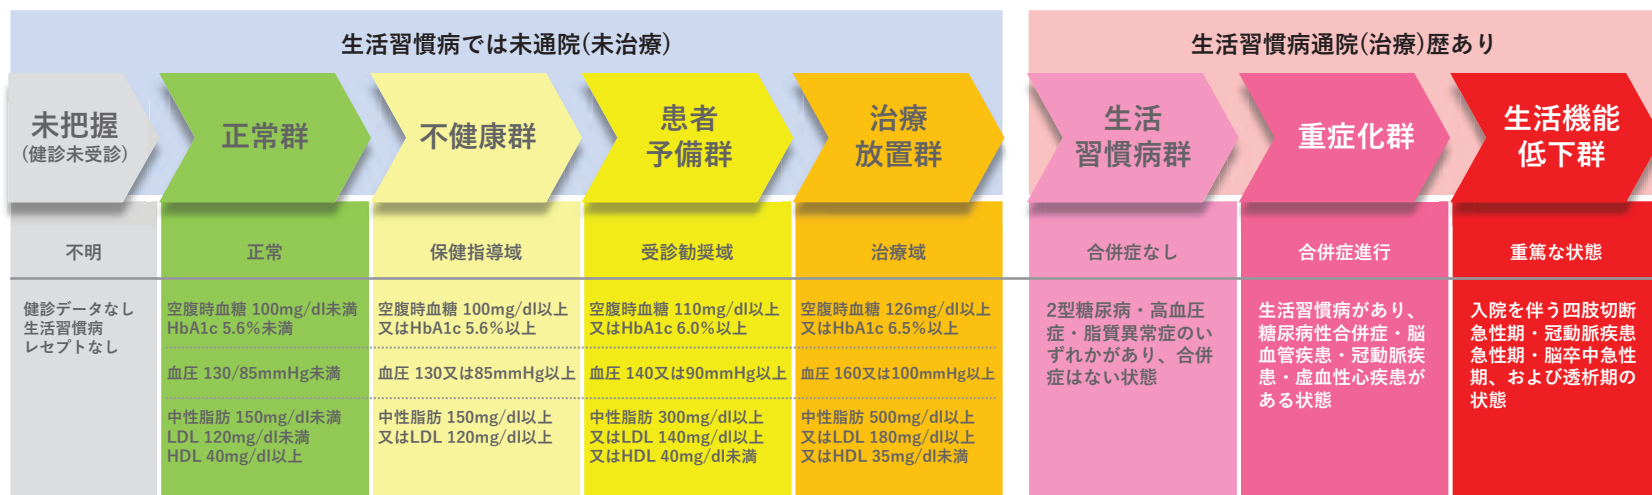 生活習慣病では未通院(未治療)
生活習慣病通院(治療)歴あり
未把握
(健診未受診)
正常群
不健康群
患者
予備群
治療
放置群
生活
習慣病群
重症化群
生活機能
低下群
不明
正常
保健指導域
受診勧奨域
治療域
合併症なし
合併症進行
重篤な状態
健診データなし
生活習慣病
レセプトなし
空腹時血糖 100mg/dl未満
HbA1c 5.6%未満
血圧 130/85mmHg未満
中性脂肪 150mg/dl未満
LDL 120mg/dl未満
HDL 40mg/dl以上
空腹時血糖 100mg/dl以上
又はHbA1c 5.6%以上
血圧 130又は85mmHg以上
中性脂肪 150mg/dl以上
又はLDL 120mg/dl以上
空腹時血糖 110mg/dl以上
又はHbA1c 6.0%以上
血圧 140又は90mmHg以上
中性脂肪 300mg/dl以上
又はLDL 140mg/dl以上
又はHDL 40mg/dl未満
空腹時血糖 126mg/dl以上
又はHbA1c 6.5%以上
血圧 160又は100mmHg以上
中性脂肪 500mg/dl以上
又はLDL 180mg/dl以上
又はHDL 35mg/dl未満
2型糖尿病・高血圧
症・脂質異常症のい
ずれかがあり、合併
症はない状態
生活習慣病があり、
糖尿病性合併症・脳
血管疾患・冠動脈疾
患・虚血性心疾患が
ある状態
入院を伴う四肢切断
急性期・冠動脈疾患
急性期・脳卒中急性
期、および透析期の
状態